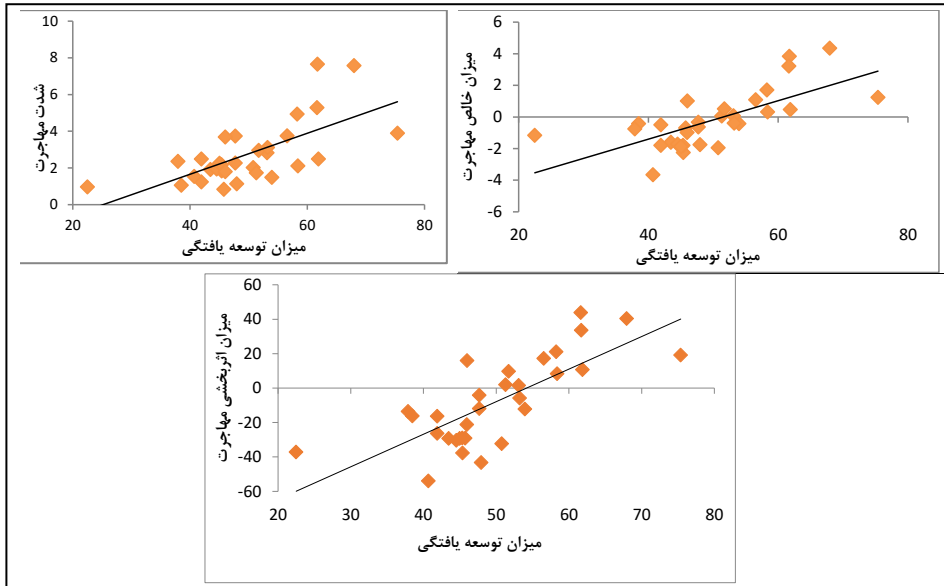 10
8
6
4
2
0
20 40 60 80
شدت مهاجرت
میزان توسعه یافتگی
6
4
2
0
-2
-4
-6
20 40 60 80
میزان خالص مهاجرت
میزان توسعه یافتگی
60
40
20
0
-20
-40
-60
20 30 40 50 60 70 80
میزان اثربخشی مهاجرت
میزان توسعه یافتگی